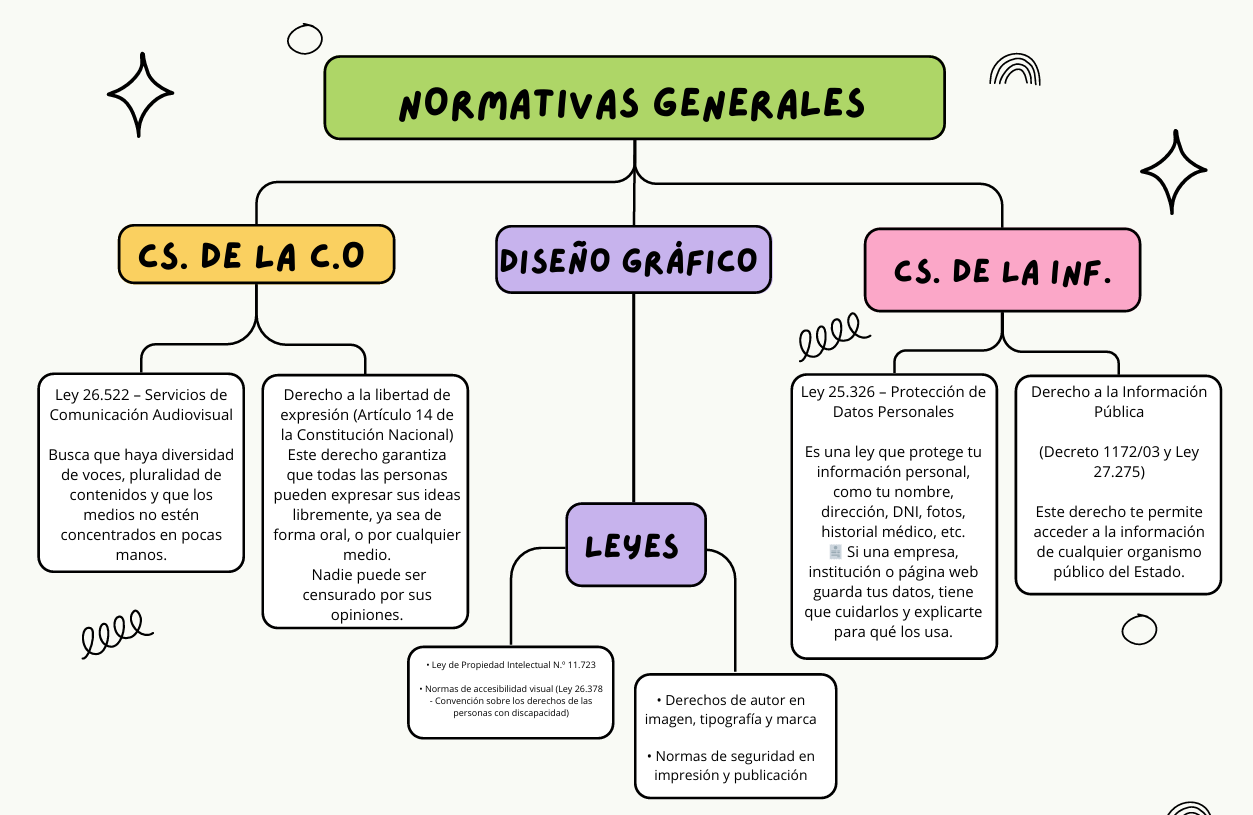 NORMATIVAS GENERALES
CS. DE LA C.O
DISEÑO GRÁFICO
CS. DE LA INF.
Ley 26.522 – Servicios de
Comunicación Audiovisual
Busca que haya diversidad
de voces, pluralidad de
contenidos y que los
medios no estén
concentrados en pocas
manos.
Derecho a la libertad de
expresión (Artículo 14 de
la Constitución Nacional)
Este derecho garantiza
que todas las personas
pueden expresar sus ideas
libremente, ya sea de
forma oral, o por cualquier
medio.
Nadie puede ser
censurado por sus
opiniones.
LEYES
• Ley de Propiedad Intelectual N.º 11.723
• Normas de accesibilidad visual (Ley 26.378
- Convención sobre los derechos de las
personas con discapacidad)
• Derechos de autor en
imagen, tipografía y marca
• Normas de seguridad en
impresión y publicación
Ley 25.326 – Protección de
Datos Personales
Es una ley que protege tu
información personal,
como tu nombre,
dirección, DNI, fotos,
historial médico, etc.
Si una empresa,
institución o página web
guarda tus datos, tiene
que cuidarlos y explicarte
para qué los usa.
Derecho a la Información
Pública
(Decreto 1172/03 y Ley
27.275)
Este derecho te permite
acceder a la información
de cualquier organismo
público del Estado.